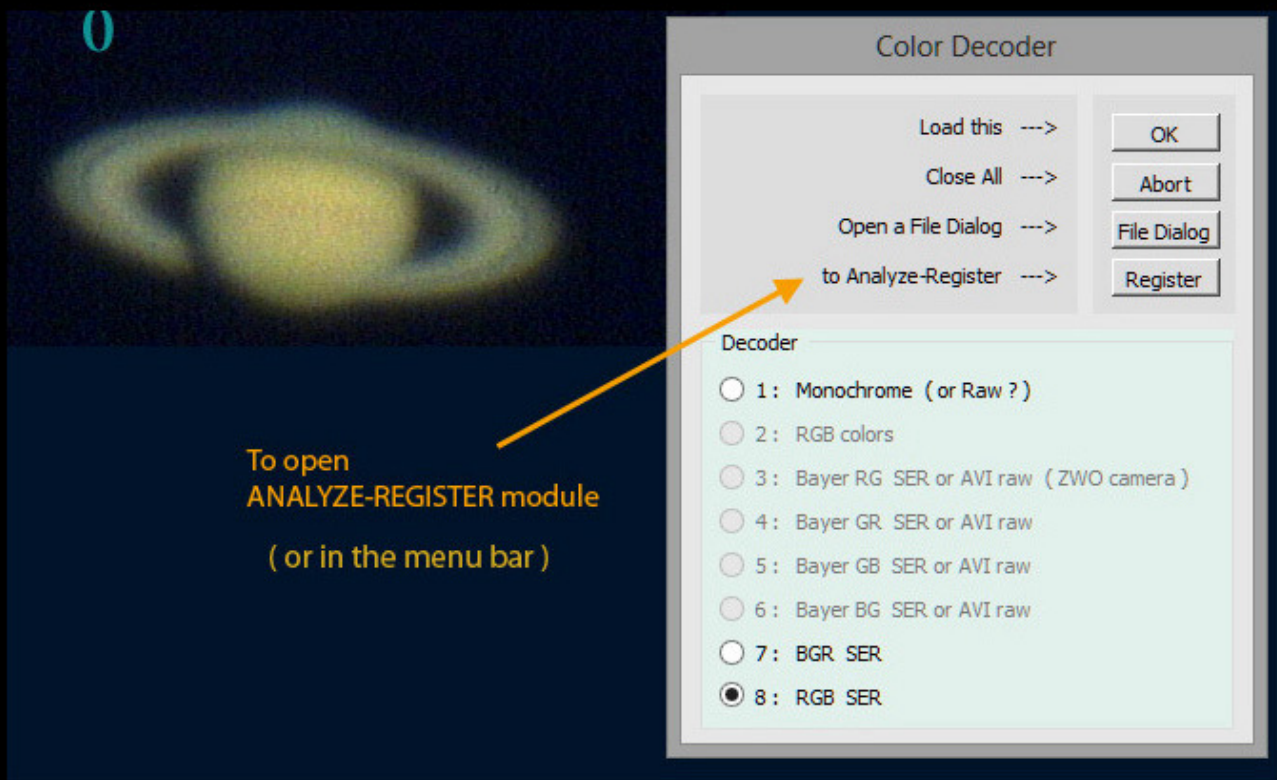 0
Color Decoder
Load this --->
OK
Close All --->
Abort
Open a File Dialog --->
File Dialog
to Analyze-Register --->
Register
Decoder
1 : Monochrome ( or Raw ? )
2 : RGB colors
3 : Bayer RG SER or AVI raw ( ZWO camera )
4 : Bayer GR SER or AVI raw
5 : Bayer GB SER or AVI raw
6 : Bayer BG SER or AVI raw
7 : BGR SER
8 : RGB SER
To open
ANALYZE-REGISTER module
( or in the menu bar )